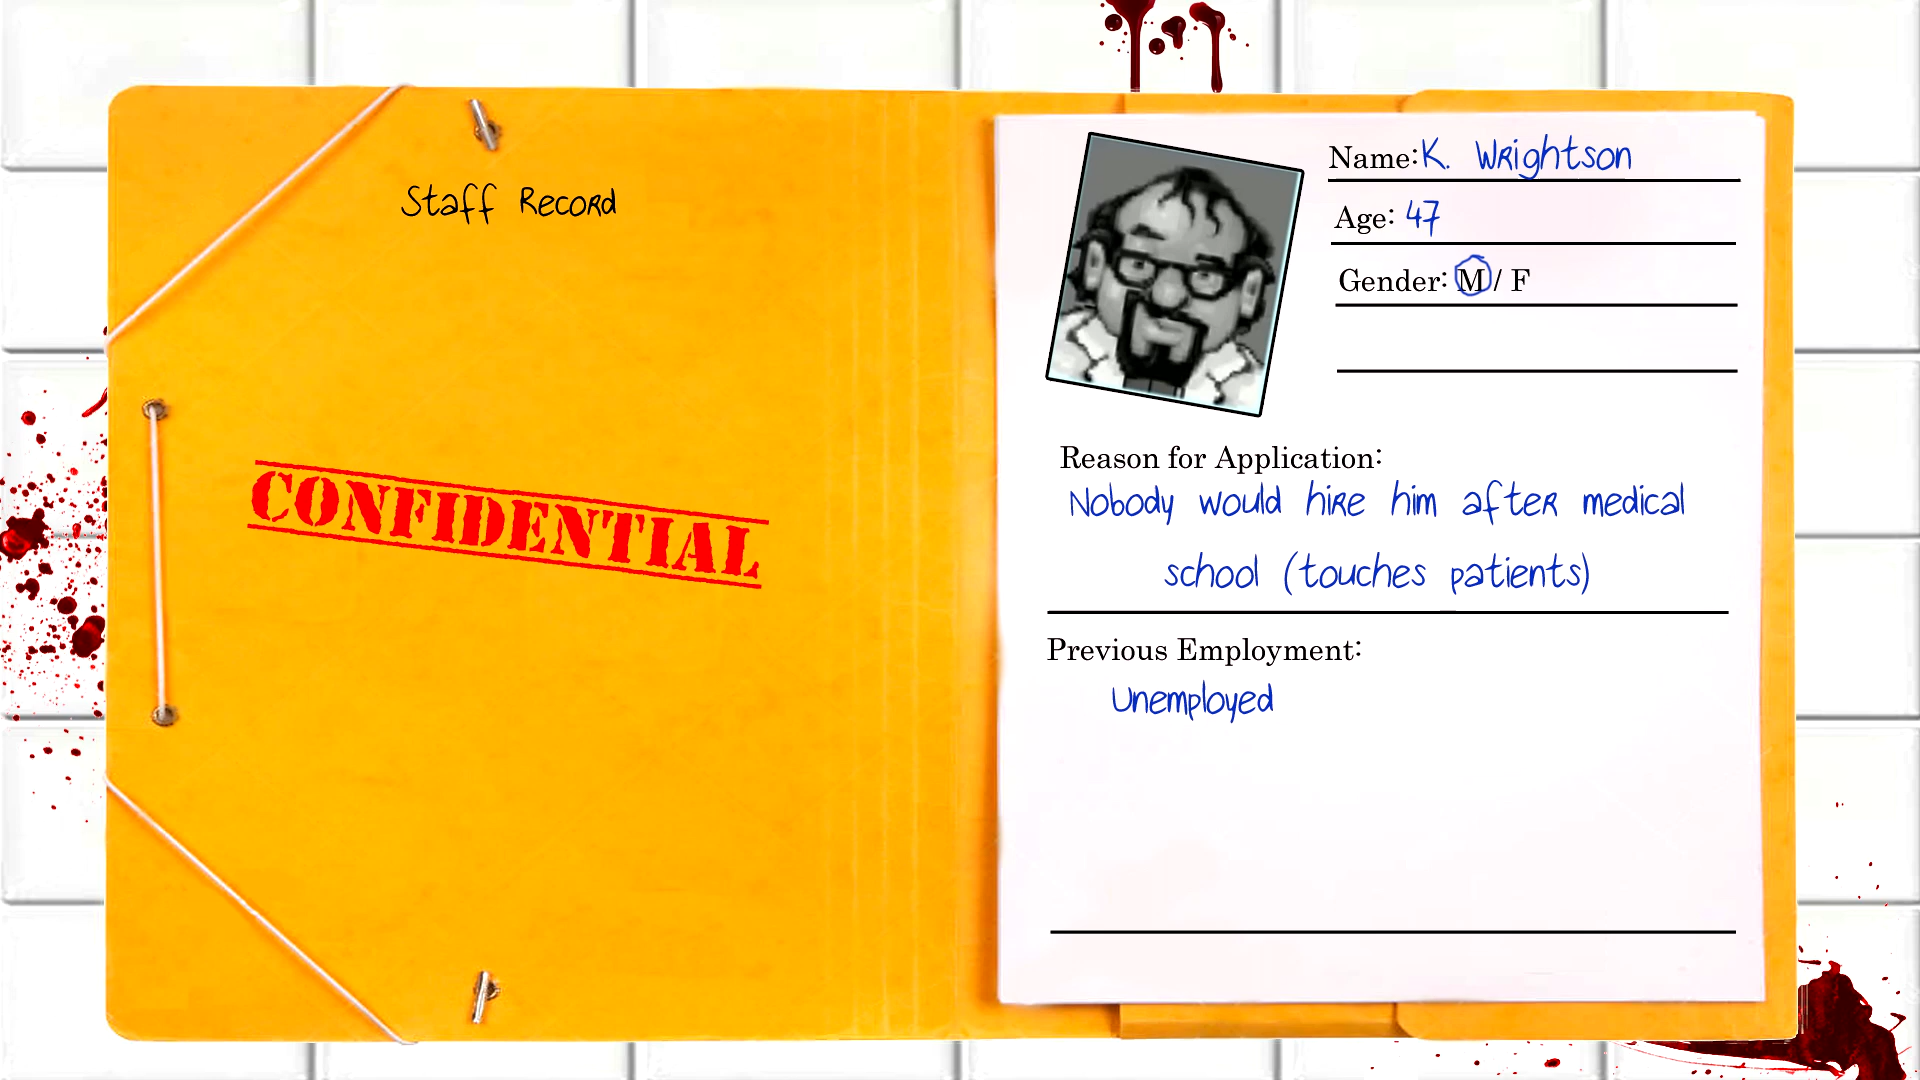 Staff Record
CONFIDENTIAL
Name: K. Wrightson
Age: 47
Gender: M / F
Reason for Application:
Nobody would hire him after medical
school (touches patients)
Previous Employment:
Unemployed